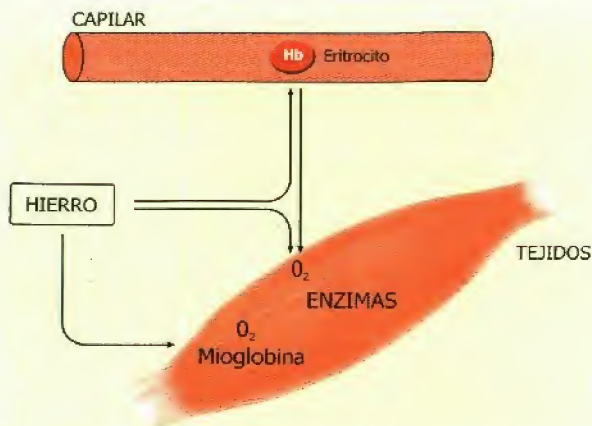 CAPILAR
Hb Eritrocito
HIERRO
TEJIDOS
O₂
ENZIMAS
O₂
Mioglobina